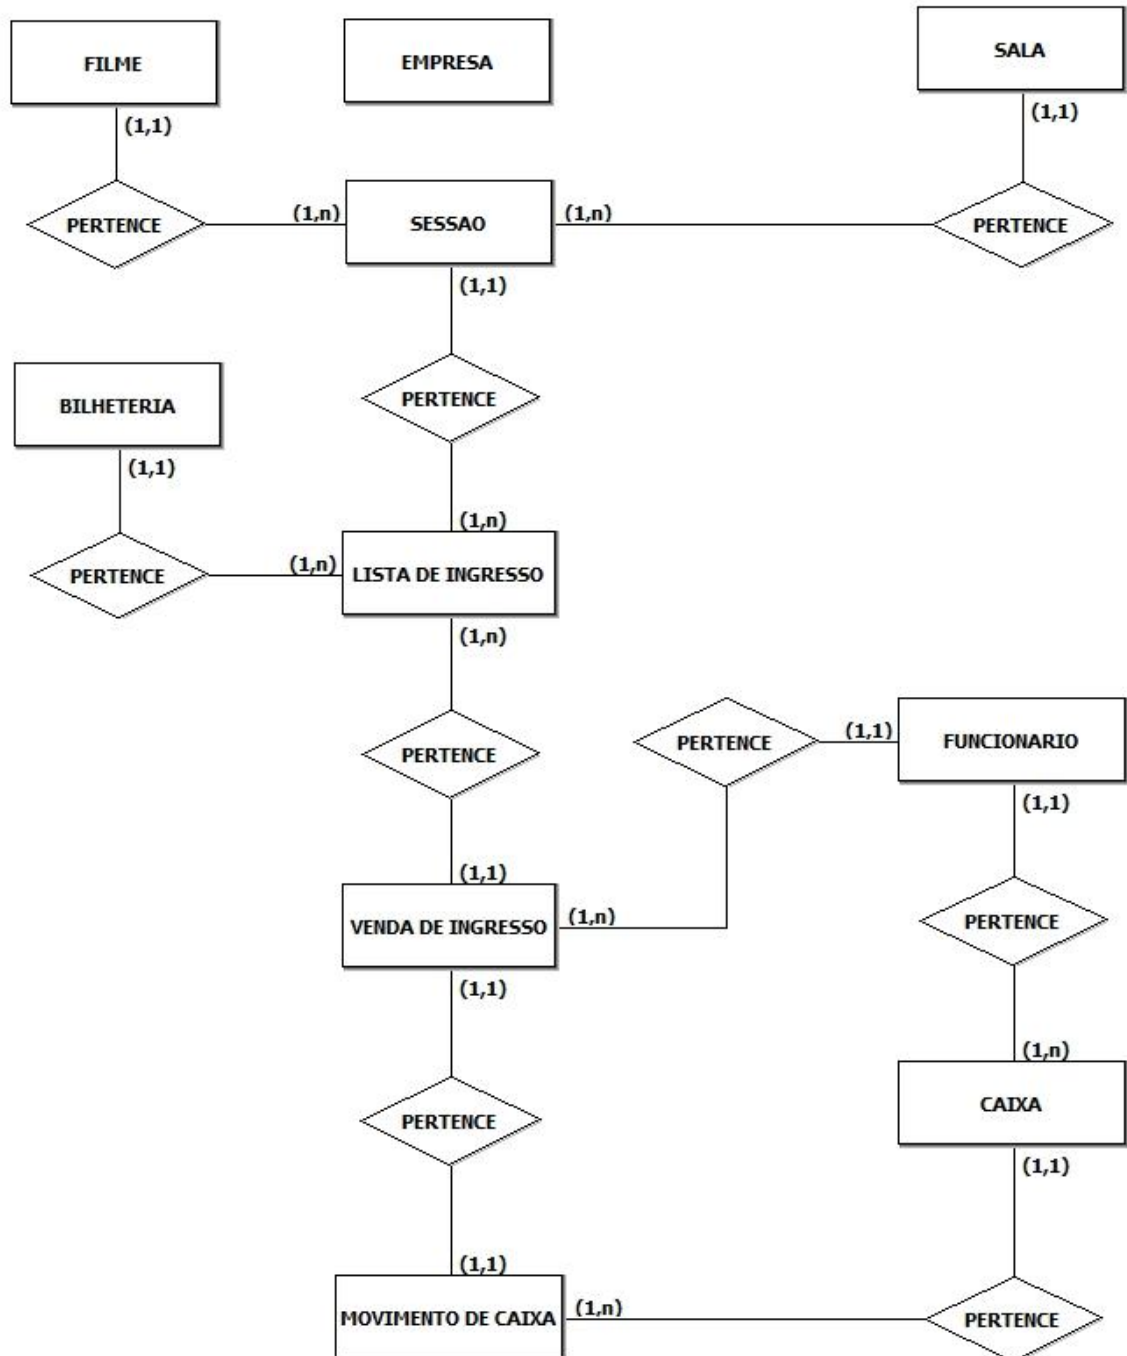 FILME
EMPRESA
SALA
(1,1)
(1,1)
PERTENCE
(1,n)
SESSAO
(1,n)
PERTENCE
(1,1)
BILHETERIA
PERTENCE
(1,1)
(1,n)
PERTENCE
(1,n)
LISTA DE INGRESSO
(1,n)
PERTENCE
PERTENCE
(1,1)
FUNCIONARIO
(1,1)
(1,1)
VENDA DE INGRESSO
(1,n)
PERTENCE
(1,1)
(1,n)
CAIXA
PERTENCE
(1,1)
(1,1)
MOVIMENTO DE CAIXA
(1,n)
PERTENCE